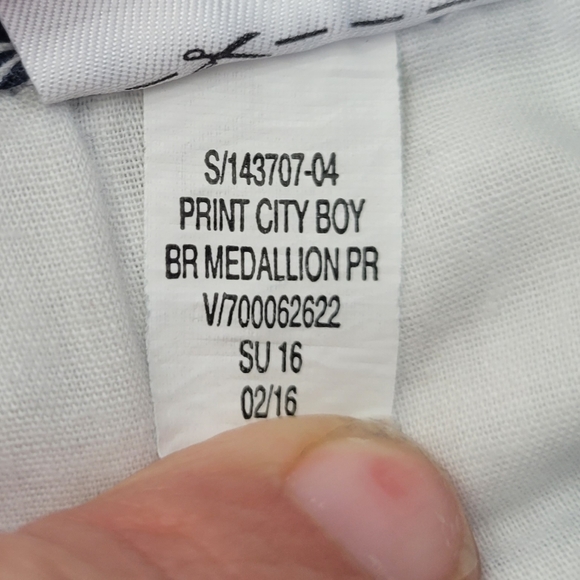 S/143707-04
PRINT CITY BOY
BR MEDALLION PR
V/700062622
SU 16
02/16